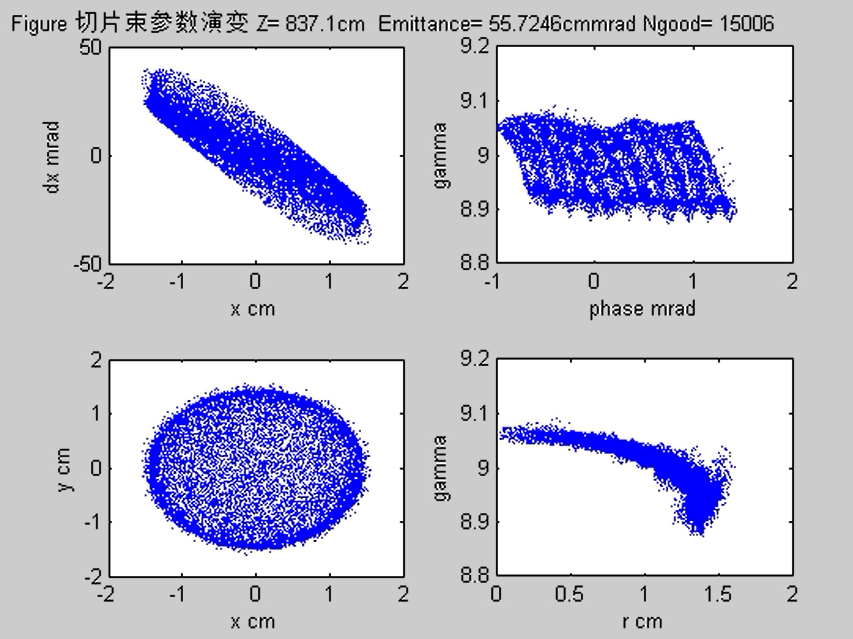 Figure 切片束参数演变 Z= 837.1cm Emittance= 55.7246cmmrad Ngood= 15006
50
0
-50
dx mrad
-2 -1 0 1 2
x cm
9.2
9.1
9
8.9
8.8
gamma
-1 0 1 2
phase mrad
2
1
0
-1
-2
y cm
-2 -1 0 1 2
x cm
9.2
9.1
9
8.9
8.8
gamma
0 0.5 1 1.5 2
r cm